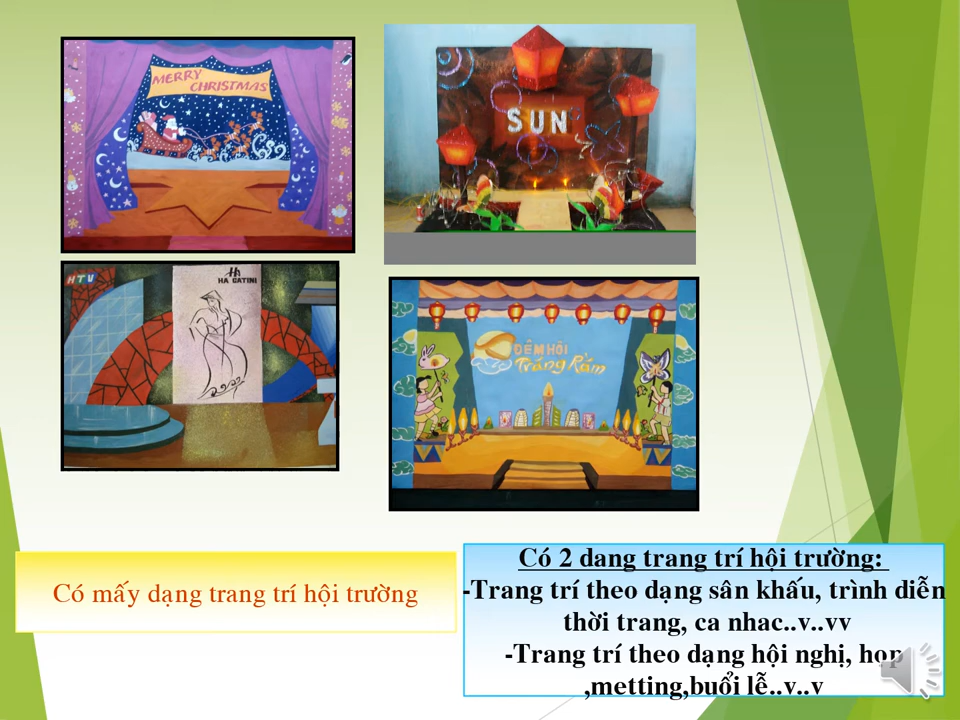 MERRY
CHRISTMAS
SUN
HTV
Ha
HA GATINI
ĐÊM HỘI
Trăng Rằm
Có mấy dạng trang trí hội trường
Có 2 dang trang trí hội trường:
-Trang trí theo dạng sân khấu, trình diễn
thời trang, ca nhac..v..vv
-Trang trí theo dạng hội nghị, họp
,metting,buổi lễ..v..v